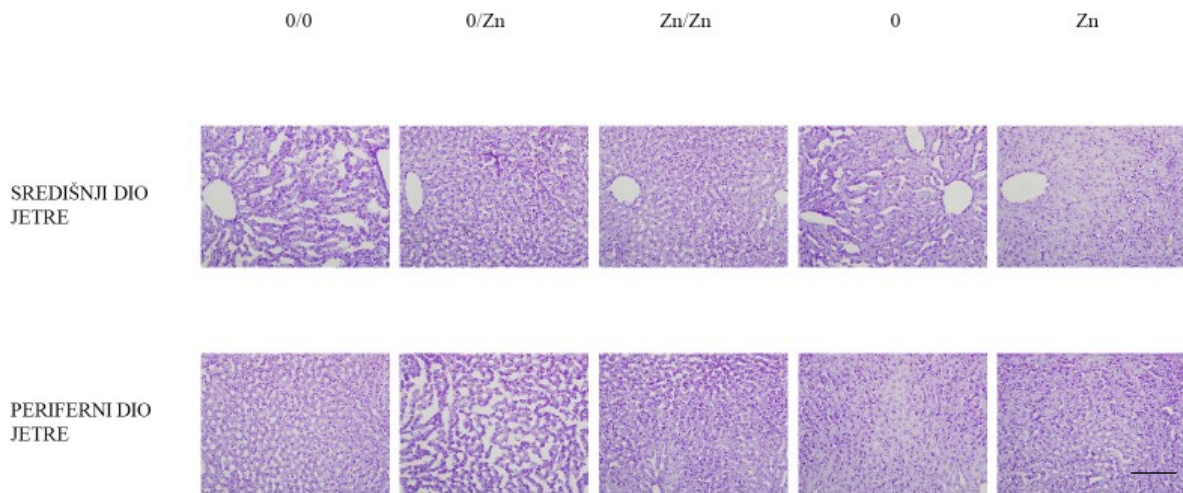 0/0 0/Zn Zn/Zn 0 Zn
SREDIŠNJI DIO
JETRE
PERIFERNI DIO
JETRE